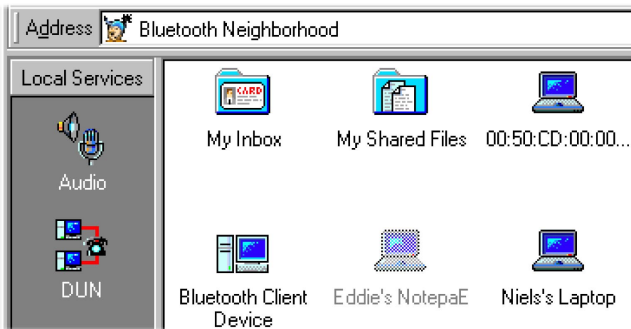 Address Bluetooth Neighborhood
Local Services
Audio
DUN
My Inbox My Shared Files 00:50:CD:00:00...
Bluetooth Client Eddie's NotepaE Niels's Laptop
Device
CARD